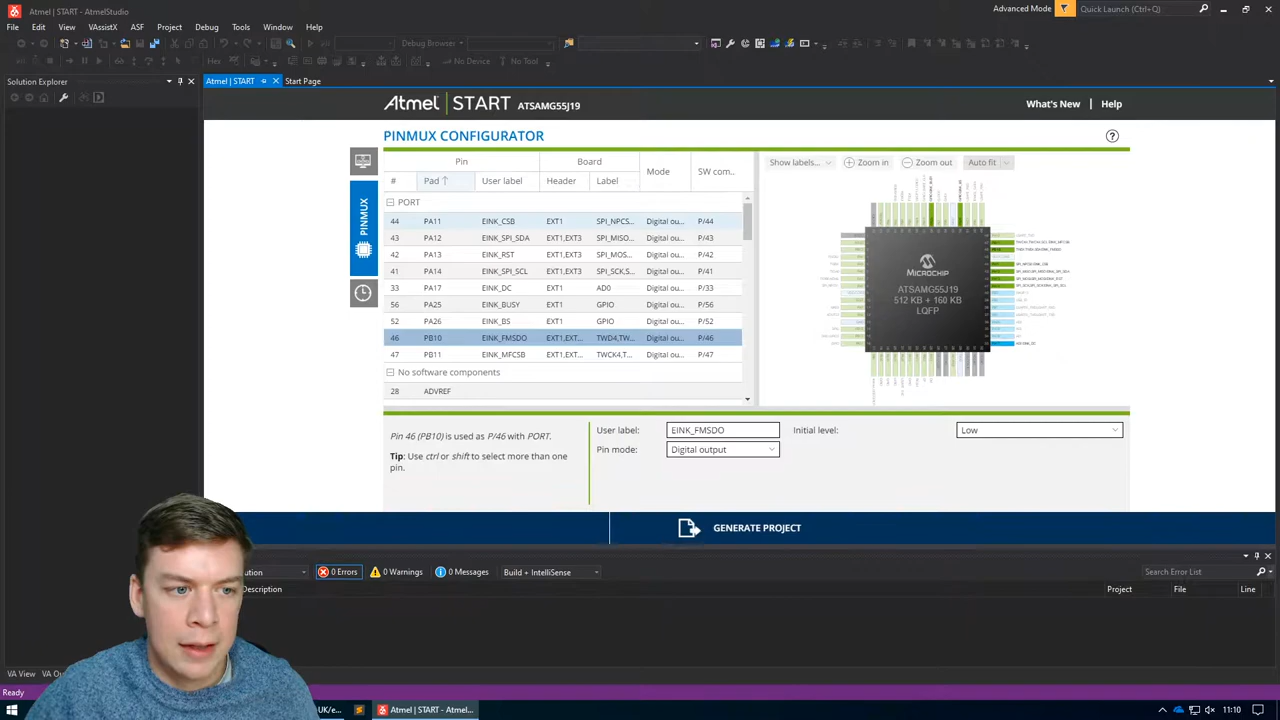 Atmel | START - AtmelStudio
Advanced Mode
Quick Launch (Ctrl+Q)
File Edit View VAssistX ASF Project Debug Tools Window Help
Debug Browser
No Device No Tool
Solution Explorer
Atmel | START
Start Page
Atmel START ATSAMG55J19
What's New | Help
PINMUX CONFIGURATOR
PINMUX
Pin Board Mode SW com..
# Pad User label Header Label
Show labels... Zoom in Zoom out Auto fit
PORT
44 PA11 EINK_CSB EXT1 SPI_NPCS... Digital ou... P/44
43 PA12 EINK_SPI_SDA EXT1,EXT3 SPI_MISO... Digital ou... P/43
42 PA13 EINK_RST EXT1,EXT3 SPI_MOS... Digital ou... P/42
41 PA14 EINK_SPI_SCL EXT1,EXT3 SPI_SCK,S... Digital ou... P/41
33 PA17 EINK_DC EXT1 AD0 Digital ou... P/33
56 PA25 EINK_BUSY EXT1 GPIO Digital ou... P/56
52 PA26 EINK_BS EXT1 GPIO Digital ou... P/52
46 PB10 EINK_FMSDO EXT1,EXT... TWD4,TW... Digital ou... P/46
47 PB11 EINK_MFCSB EXT1,EXT... TWCK4,T... Digital ou... P/47
No software components
28 ADVREF
MICROCHIP
ATSAMG55J19
512 KB + 160 KB
LQFP
Pin 46 (PB10) is used as P/46 with PORT.
Tip: Use ctrl or shift to select more than one
pin.
User label: EINK_FMSDO
Initial level: Low
Pin mode: Digital output
GENERATE PROJECT
0 Errors 0 Warnings 0 Messages Build + IntelliSense
Search Error List
Description Project File Line
VA View
Ready
UK/e...
Atmel | START - Atmel...
11:10